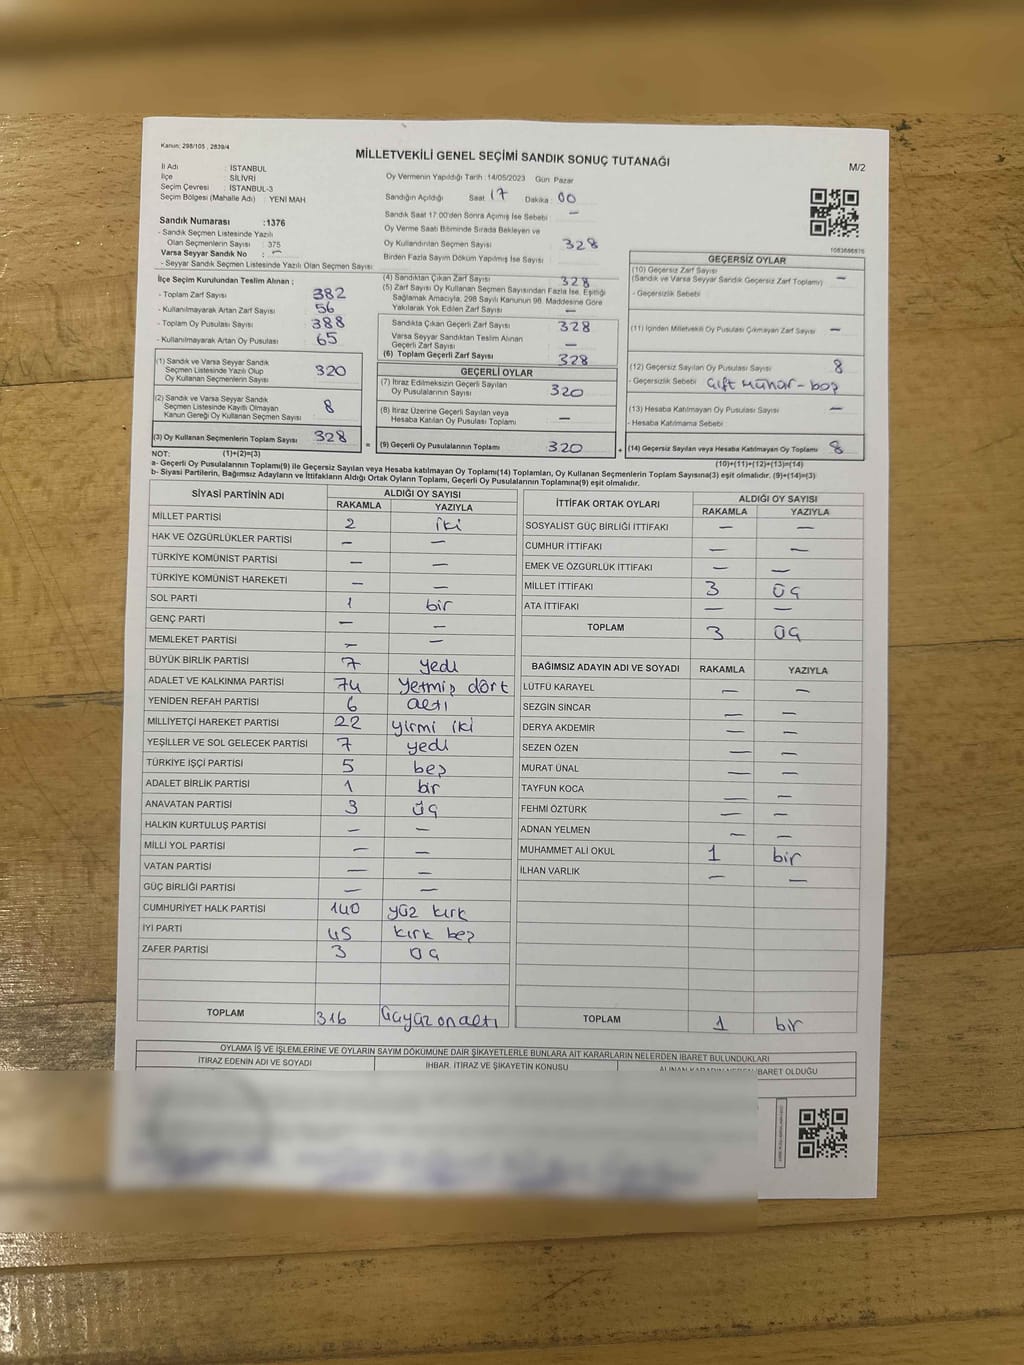 Kanun: 298/105 , 2839/4
MİLLETVEKİLİ GENEL SEÇİMİ SANDIK SONUÇ TUTANAĞI
M/2
İl Adı : İSTANBUL
İlçe : SİLİVRİ
Seçim Çevresi : İSTANBUL-3
Seçim Bölgesi (Mahalle Adı) : YENİ MAH
Sandık Numarası :1376
- Sandık Seçmen Listesinde Yazılı
Olan Seçmenlerin Sayısı : 375
Varsa Seyyar Sandık No : —
- Seyyar Sandık Seçmen Listesinde Yazılı Olan Seçmen Sayısı:
Oy Vermenin Yapıldığı Tarih :14/05/2023 Gün: Pazar
Sandığın Açıldığı Saat: 17 Dakika: 00
Sandık Saat 17:00'den Sonra Açılmış İse Sebebi —
Oy Verme Saati Bitiminde Sırada Bekleyen ve
Oy Kullandırılan Seçmen Sayısı 328
Birden Fazla Sayım Döküm Yapılmış İse Sayısı
1083686876
İlçe Seçim Kurulundan Teslim Alınan ;
- Toplam Zarf Sayısı 382
- Kullanılmayarak Artan Zarf Sayısı 56
- Toplam Oy Pusulası Sayısı 388
- Kullanılmayarak Artan Oy Pusulası 65
(4) Sandıktan Çıkan Zarf Sayısı 328
(5) Zarf Sayısı Oy Kullanan Seçmen Sayısından Fazla İse, Eşitliği
Sağlamak Amacıyla, 298 Sayılı Kanunun 98. Maddesine Göre
Yakılarak Yok Edilen Zarf Sayısı —
Sandıkta Çıkan Geçerli Zarf Sayısı 328
Varsa Seyyar Sandıktan Teslim Alınan
Geçerli Zarf Sayısı —
(6) Toplam Geçerli Zarf Sayısı 328
GEÇERSİZ OYLAR
(10) Geçersiz Zarf Sayısı
(Sandık ve Varsa Seyyar Sandık Geçersiz Zarf Toplamı) —
- Geçersizlik Sebebi
(11) İçinden Milletvekili Oy Pusulası Çıkmayan Zarf Sayısı —
(12) Geçersiz Sayılan Oy Pusulası Sayısı 8
- Geçersizlik Sebebi Çift mühür - boş
(13) Hesaba Katılmayan Oy Pusulası Sayısı —
- Hesaba Katılmama Sebebi
(14) Geçersiz Sayılan veya Hesaba Katılmayan Oy Toplamı 8
(10)+(11)+(12)+(13)=(14)
(1) Sandık ve Varsa Seyyar Sandık
Seçmen Listesinde Yazılı Olup
Oy Kullanan Seçmenlerin Sayısı 320
(2) Sandık ve Varsa Seyyar Sandık
Seçmen Listesinde Kayıtlı Olmayan
Kanun Gereği Oy Kullanan Seçmen Sayısı 8
(3) Oy Kullanan Seçmenlerin Toplam Sayısı 328
GEÇERLİ OYLAR
(7) İtiraz Edilmeksizin Geçerli Sayılan
Oy Pusulalarının Toplamı 320
(8) İtiraz Üzerine Geçerli Sayılan veya
Hesaba Katılan Oy Pusulası Toplamı —
= (9) Geçerli Oy Pusulalarının Toplamı 320 +
NOT: (1)+(2)=(3)
a- Geçerli Oy Pusulalarının Toplamı(9) ile Geçersiz Sayılan veya Hesaba katılmayan Oy Toplamı(14) Toplamları, Oy Kullanan Seçmenlerin Toplam Sayısına(3) eşit olmalıdır. (9)+(14)=(3)
b- Siyasi Partilerin, Bağımsız Adayların ve İttifakların Aldığı Ortak Oyların Toplamı, Geçerli Oy Pusulalarının Toplamına(9) eşit olmalıdır.
SİYASİ PARTİNİN ADI ALDIĞI OY SAYISI
RAKAMLA YAZIYLA
MİLLET PARTİSİ 2 iki
HAK VE ÖZGÜRLÜKLER PARTİSİ — —
TÜRKİYE KOMÜNİST PARTİSİ — —
TÜRKİYE KOMÜNİST HAREKETİ — —
SOL PARTİ 1 bir
GENÇ PARTİ — —
MEMLEKET PARTİSİ — —
BÜYÜK BİRLİK PARTİSİ 7 yedi
ADALET VE KALKINMA PARTİSİ 74 yetmiş dört
YENİDEN REFAH PARTİSİ 6 altı
MİLLİYETÇİ HAREKET PARTİSİ 22 yirmi iki
YEŞİLLER VE SOL GELECEK PARTİSİ 7 yedi
TÜRKİYE İŞÇİ PARTİSİ 5 beş
ADALET BİRLİK PARTİSİ 1 bir
ANAVATAN PARTİSİ 3 üç
HALKIN KURTULUŞ PARTİSİ — —
MİLLİ YOL PARTİSİ — —
VATAN PARTİSİ — —
GÜÇ BİRLİĞİ PARTİSİ — —
CUMHURİYET HALK PARTİSİ 140 yüz kırk
İYİ PARTİ 45 kırk beş
ZAFER PARTİSİ 3 üç
TOPLAM 316 üçyüz onaltı
İTTİFAK ORTAK OYLARI ALDIĞI OY SAYISI
RAKAMLA YAZIYLA
SOSYALİST GÜÇ BİRLİĞİ İTTİFAKI — —
CUMHUR İTTİFAKI — —
EMEK VE ÖZGÜRLÜK İTTİFAKI — —
MİLLET İTTİFAKI 3 üç
ATA İTTİFAKI — —
TOPLAM 3 üç
BAĞIMSIZ ADAYIN ADI VE SOYADI RAKAMLA YAZIYLA
LÜTFÜ KARAYEL — —
SEZGİN SİNCAR — —
DERYA AKDEMİR — —
SEZEN ÖZEN — —
MURAT ÜNAL — —
TAYFUN KOCA — —
FEHMİ ÖZTÜRK — —
ADNAN YELMEN — —
MUHAMMET ALİ OKUL 1 bir
İLHAN VARLIK — —
TOPLAM 1 bir
OYLAMA İŞ VE İŞLEMLERİNE VE OYLARIN SAYIM DÖKÜMÜNE DAİR ŞİKAYETLERLE BUNLARA AİT KARARLARIN NELERDEN İBARET BULUNDUKLARI
İTİRAZ EDENİN ADI VE SOYADI İHBAR, İTİRAZ VE ŞİKAYETİN KONUSU ALINAN KARARIN NEDEN İBARET OLDUĞU